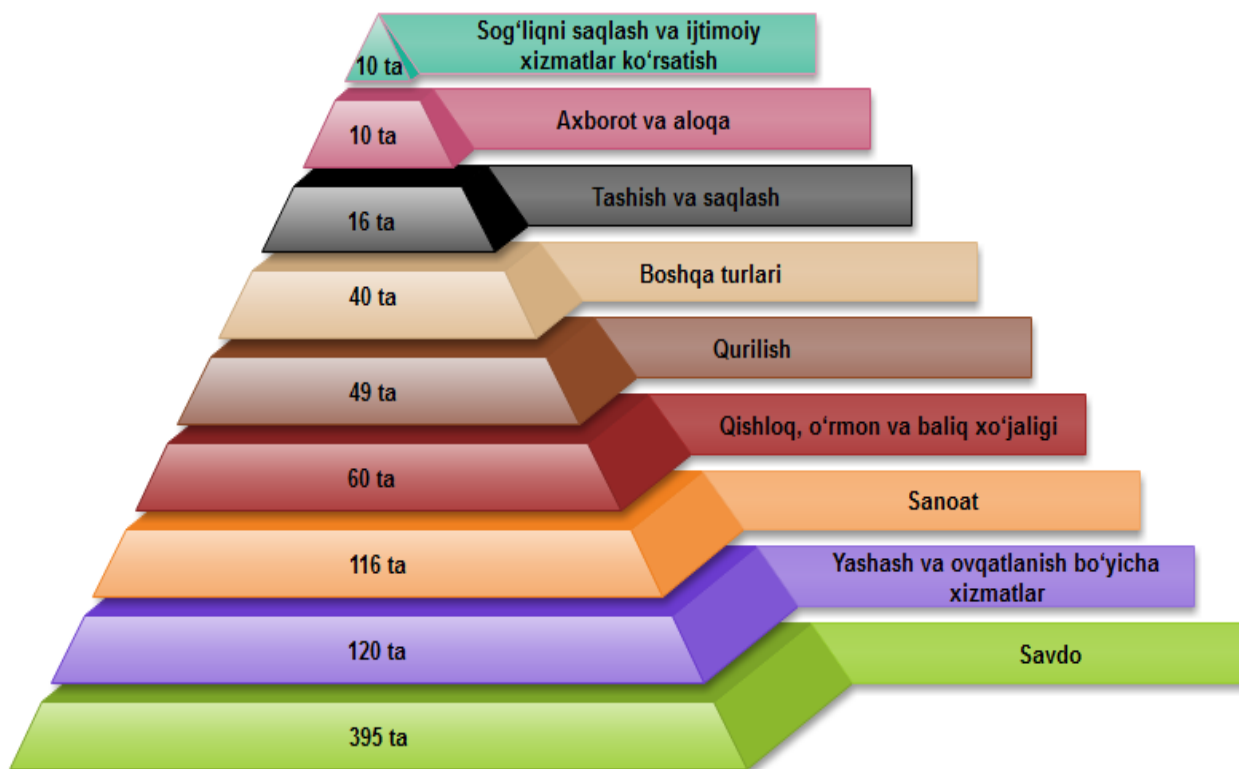 Sog‘liqni saqlash va ijtimoiy
xizmatlar ko‘rsatish
10 ta
Axborot va aloqa
10 ta
Tashish va saqlash
16 ta
Boshqa turlari
40 ta
Qurilish
49 ta
Qishloq, o‘rmon va baliq xo‘jaligi
60 ta
Sanoat
116 ta
Yashash va ovqatlanish bo‘yicha
xizmatlar
120 ta
Savdo
395 ta